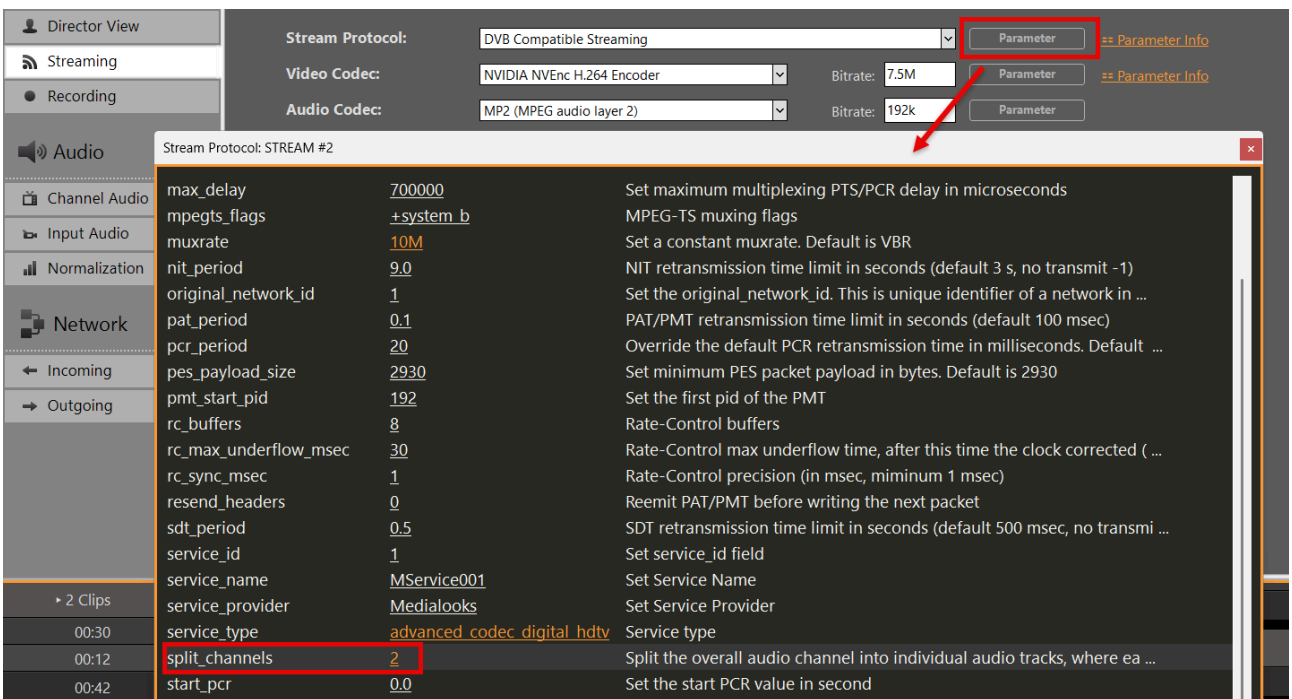 Director View
Streaming
Recording
Audio
Channel Audio
Input Audio
Normalization
Network
Incoming
Outgoing
▸ 2 Clips
00:30
00:12
00:42
Stream Protocol: DVB Compatible Streaming Parameter :: Parameter Info
Video Codec: NVIDIA NVEnc H.264 Encoder Bitrate: 7.5M Parameter :: Parameter Info
Audio Codec: MP2 (MPEG audio layer 2) Bitrate: 192k Parameter
Stream Protocol: STREAM #2 ×
max_delay 700000 Set maximum multiplexing PTS/PCR delay in microseconds
mpegts_flags +system_b MPEG-TS muxing flags
muxrate 10M Set a constant muxrate. Default is VBR
nit_period 9.0 NIT retransmission time limit in seconds (default 3 s, no transmit -1)
original_network_id 1 Set the original_network_id. This is unique identifier of a network in ...
pat_period 0.1 PAT/PMT retransmission time limit in seconds (default 100 msec)
pcr_period 20 Override the default PCR retransmission time in milliseconds. Default ...
pes_payload_size 2930 Set minimum PES packet payload in bytes. Default is 2930
pmt_start_pid 192 Set the first pid of the PMT
rc_buffers 8 Rate-Control buffers
rc_max_underflow_msec 30 Rate-Control max underflow time, after this time the clock corrected ( ...
rc_sync_msec 1 Rate-Control precision (in msec, miminum 1 msec)
resend_headers 0 Reemit PAT/PMT before writing the next packet
sdt_period 0.5 SDT retransmission time limit in seconds (default 500 msec, no transmi ...
service_id 1 Set service_id field
service_name MService001 Set Service Name
service_provider Medialooks Set Service Provider
service_type advanced_codec_digital_hdtv Service type
split_channels 2 Split the overall audio channel into individual audio tracks, where ea ...
start_pcr 0.0 Set the start PCR value in second